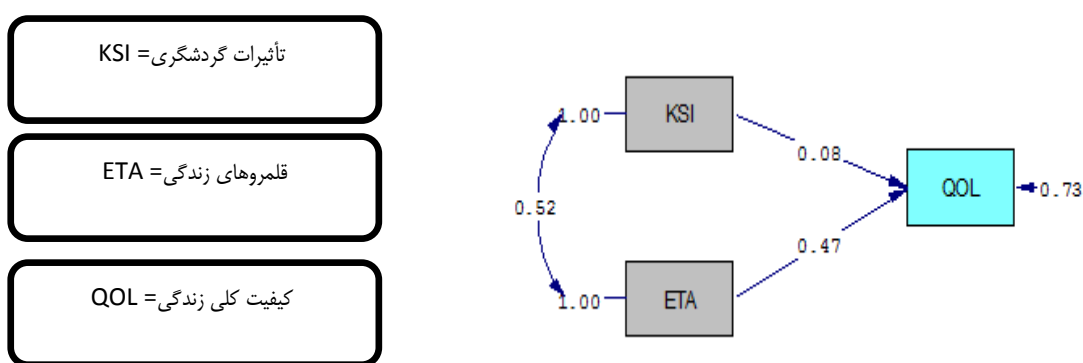 تأثیرات گردشگری= KSI
قلمروهای زندگی= ETA
کیفیت کلی زندگی= QOL
1.00
KSI
0.08
QOL
0.73
0.52
0.47
1.00
ETA